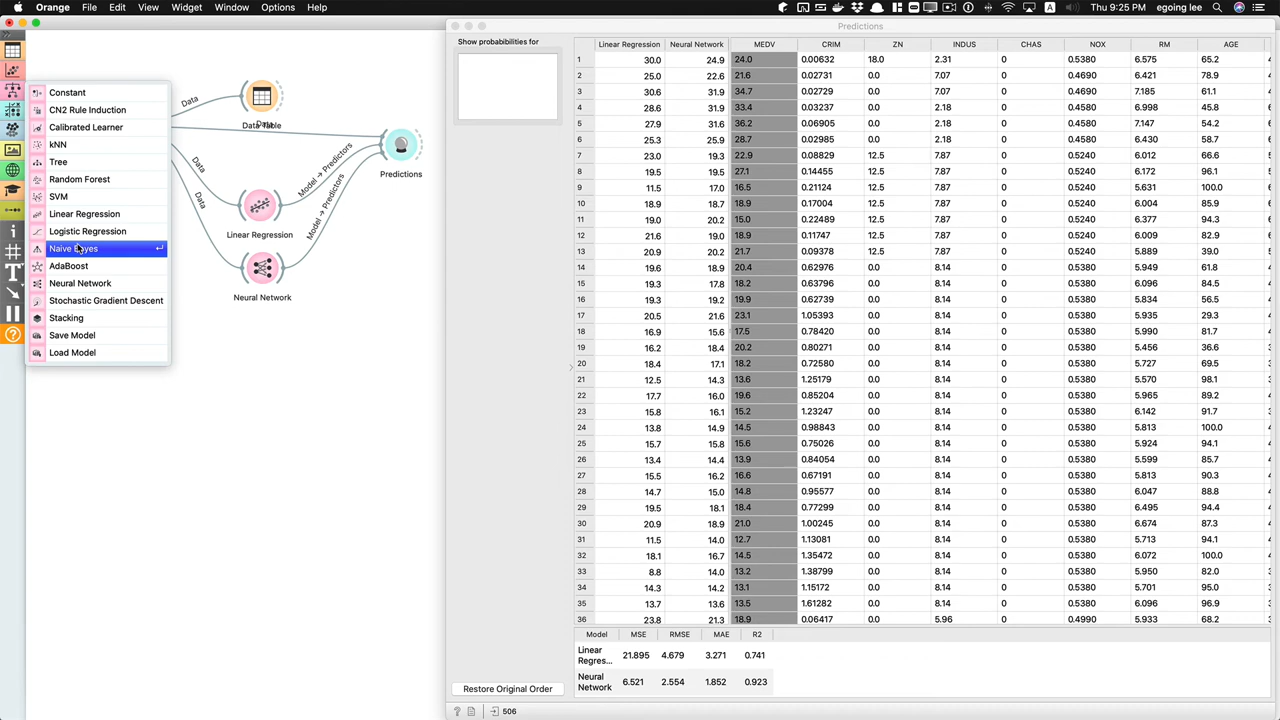 Orange File Edit View Widget Window Options Help
A Thu 9:25 PM egoing lee
Predictions
Show probabilities for
Constant
CN2 Rule Induction
Calibrated Learner
kNN
Tree
Random Forest
SVM
Linear Regression
Logistic Regression
Naive Bayes
AdaBoost
Neural Network
Stochastic Gradient Descent
Stacking
Save Model
Load Model
Data
Data Table
Data
Data
Data
Model → Predictors
Model → Predictors
Predictions
Linear Regression
Neural Network
Linear Regression Neural Network MEDV CRIM ZN INDUS CHAS NOX RM AGE
1 30.0 24.9 24.0 0.00632 18.0 2.31 0 0.5380 6.575 65.2
2 25.0 22.6 21.6 0.02731 0.0 7.07 0 0.4690 6.421 78.9
3 30.6 31.9 34.7 0.02729 0.0 7.07 0 0.4690 7.185 61.1
4 28.6 31.9 33.4 0.03237 0.0 2.18 0 0.4580 6.998 45.8
5 27.9 31.6 36.2 0.06905 0.0 2.18 0 0.4580 7.147 54.2
6 25.3 25.9 28.7 0.02985 0.0 2.18 0 0.4580 6.430 58.7
7 23.0 19.3 22.9 0.08829 12.5 7.87 0 0.5240 6.012 66.6
8 19.5 19.5 27.1 0.14455 12.5 7.87 0 0.5240 6.172 96.1
9 11.5 17.0 16.5 0.21124 12.5 7.87 0 0.5240 5.631 100.0
10 18.9 18.7 18.9 0.17004 12.5 7.87 0 0.5240 6.004 85.9
11 19.0 20.2 15.0 0.22489 12.5 7.87 0 0.5240 6.377 94.3
12 21.6 19.0 18.9 0.11747 12.5 7.87 0 0.5240 6.009 82.9
13 20.9 20.2 21.7 0.09378 12.5 7.87 0 0.5240 5.889 39.0
14 19.6 18.9 20.4 0.62976 0.0 8.14 0 0.5380 5.949 61.8
15 19.3 17.8 18.2 0.63796 0.0 8.14 0 0.5380 6.096 84.5
16 19.3 19.2 19.9 0.62739 0.0 8.14 0 0.5380 5.834 56.5
17 20.5 21.6 23.1 1.05393 0.0 8.14 0 0.5380 5.935 29.3
18 16.9 15.6 17.5 0.78420 0.0 8.14 0 0.5380 5.990 81.7
19 16.2 18.4 20.2 0.80271 0.0 8.14 0 0.5380 5.456 36.6
20 18.4 17.1 18.2 0.72580 0.0 8.14 0 0.5380 5.727 69.5
21 12.5 14.3 13.6 1.25179 0.0 8.14 0 0.5380 5.570 98.1
22 17.7 16.0 19.6 0.85204 0.0 8.14 0 0.5380 5.965 89.2
23 15.8 16.1 15.2 1.23247 0.0 8.14 0 0.5380 6.142 91.7
24 13.8 14.9 14.5 0.98843 0.0 8.14 0 0.5380 5.813 100.0
25 15.7 15.8 15.6 0.75026 0.0 8.14 0 0.5380 5.924 94.1
26 13.4 14.4 13.9 0.84054 0.0 8.14 0 0.5380 5.599 85.7
27 15.5 16.2 16.6 0.67191 0.0 8.14 0 0.5380 5.813 90.3
28 14.7 15.0 14.8 0.95577 0.0 8.14 0 0.5380 6.047 88.8
29 19.5 18.1 18.4 0.77299 0.0 8.14 0 0.5380 6.495 94.4
30 20.9 18.9 21.0 1.00245 0.0 8.14 0 0.5380 6.674 87.3
31 11.5 14.0 12.7 1.13081 0.0 8.14 0 0.5380 5.713 94.1
32 18.1 16.7 14.5 1.35472 0.0 8.14 0 0.5380 6.072 100.0
33 8.8 14.0 13.2 1.38799 0.0 8.14 0 0.5380 5.950 82.0
34 14.3 14.2 13.1 1.15172 0.0 8.14 0 0.5380 5.701 95.0
35 13.7 13.6 13.5 1.61282 0.0 8.14 0 0.5380 6.096 96.9
36 23.8 21.3 18.9 0.06417 0.0 5.96 0 0.4990 5.933 68.2
Model MSE RMSE MAE R2
Linear Regres... 21.895 4.679 3.271 0.741
Neural Network 6.521 2.554 1.852 0.923
Restore Original Order
506